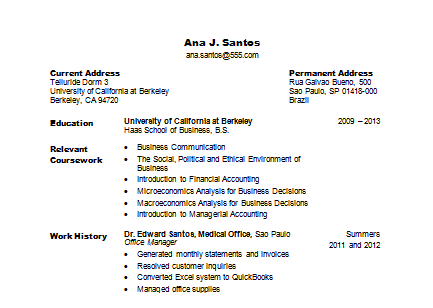 Ana J. Santos
ana.santos@555.com
Current Address Permanent Address
Telluride Dorm 3 Rua Galvao Bueno, 500
University of California at Berkeley Sao Paulo, SP 01418-000
Berkeley, CA 94720 Brazil
Education University of California at Berkeley 2009 – 2013
Haas School of Business, B.S.
Relevant • Business Communication
Coursework • The Social, Political and Ethical Environment of
Business
• Introduction to Financial Accounting
• Microeconomics Analysis for Business Decisions
• Macroeconomics Analysis for Business Decisions
• Introduction to Managerial Accounting
Work History Dr. Edward Santos, Medical Office, Sao Paulo Summers
Office Manager 2011 and 2012
• Generated monthly statements and invoices
• Resolved customer inquiries
• Converted Excel system to QuickBooks
• Managed office supplies